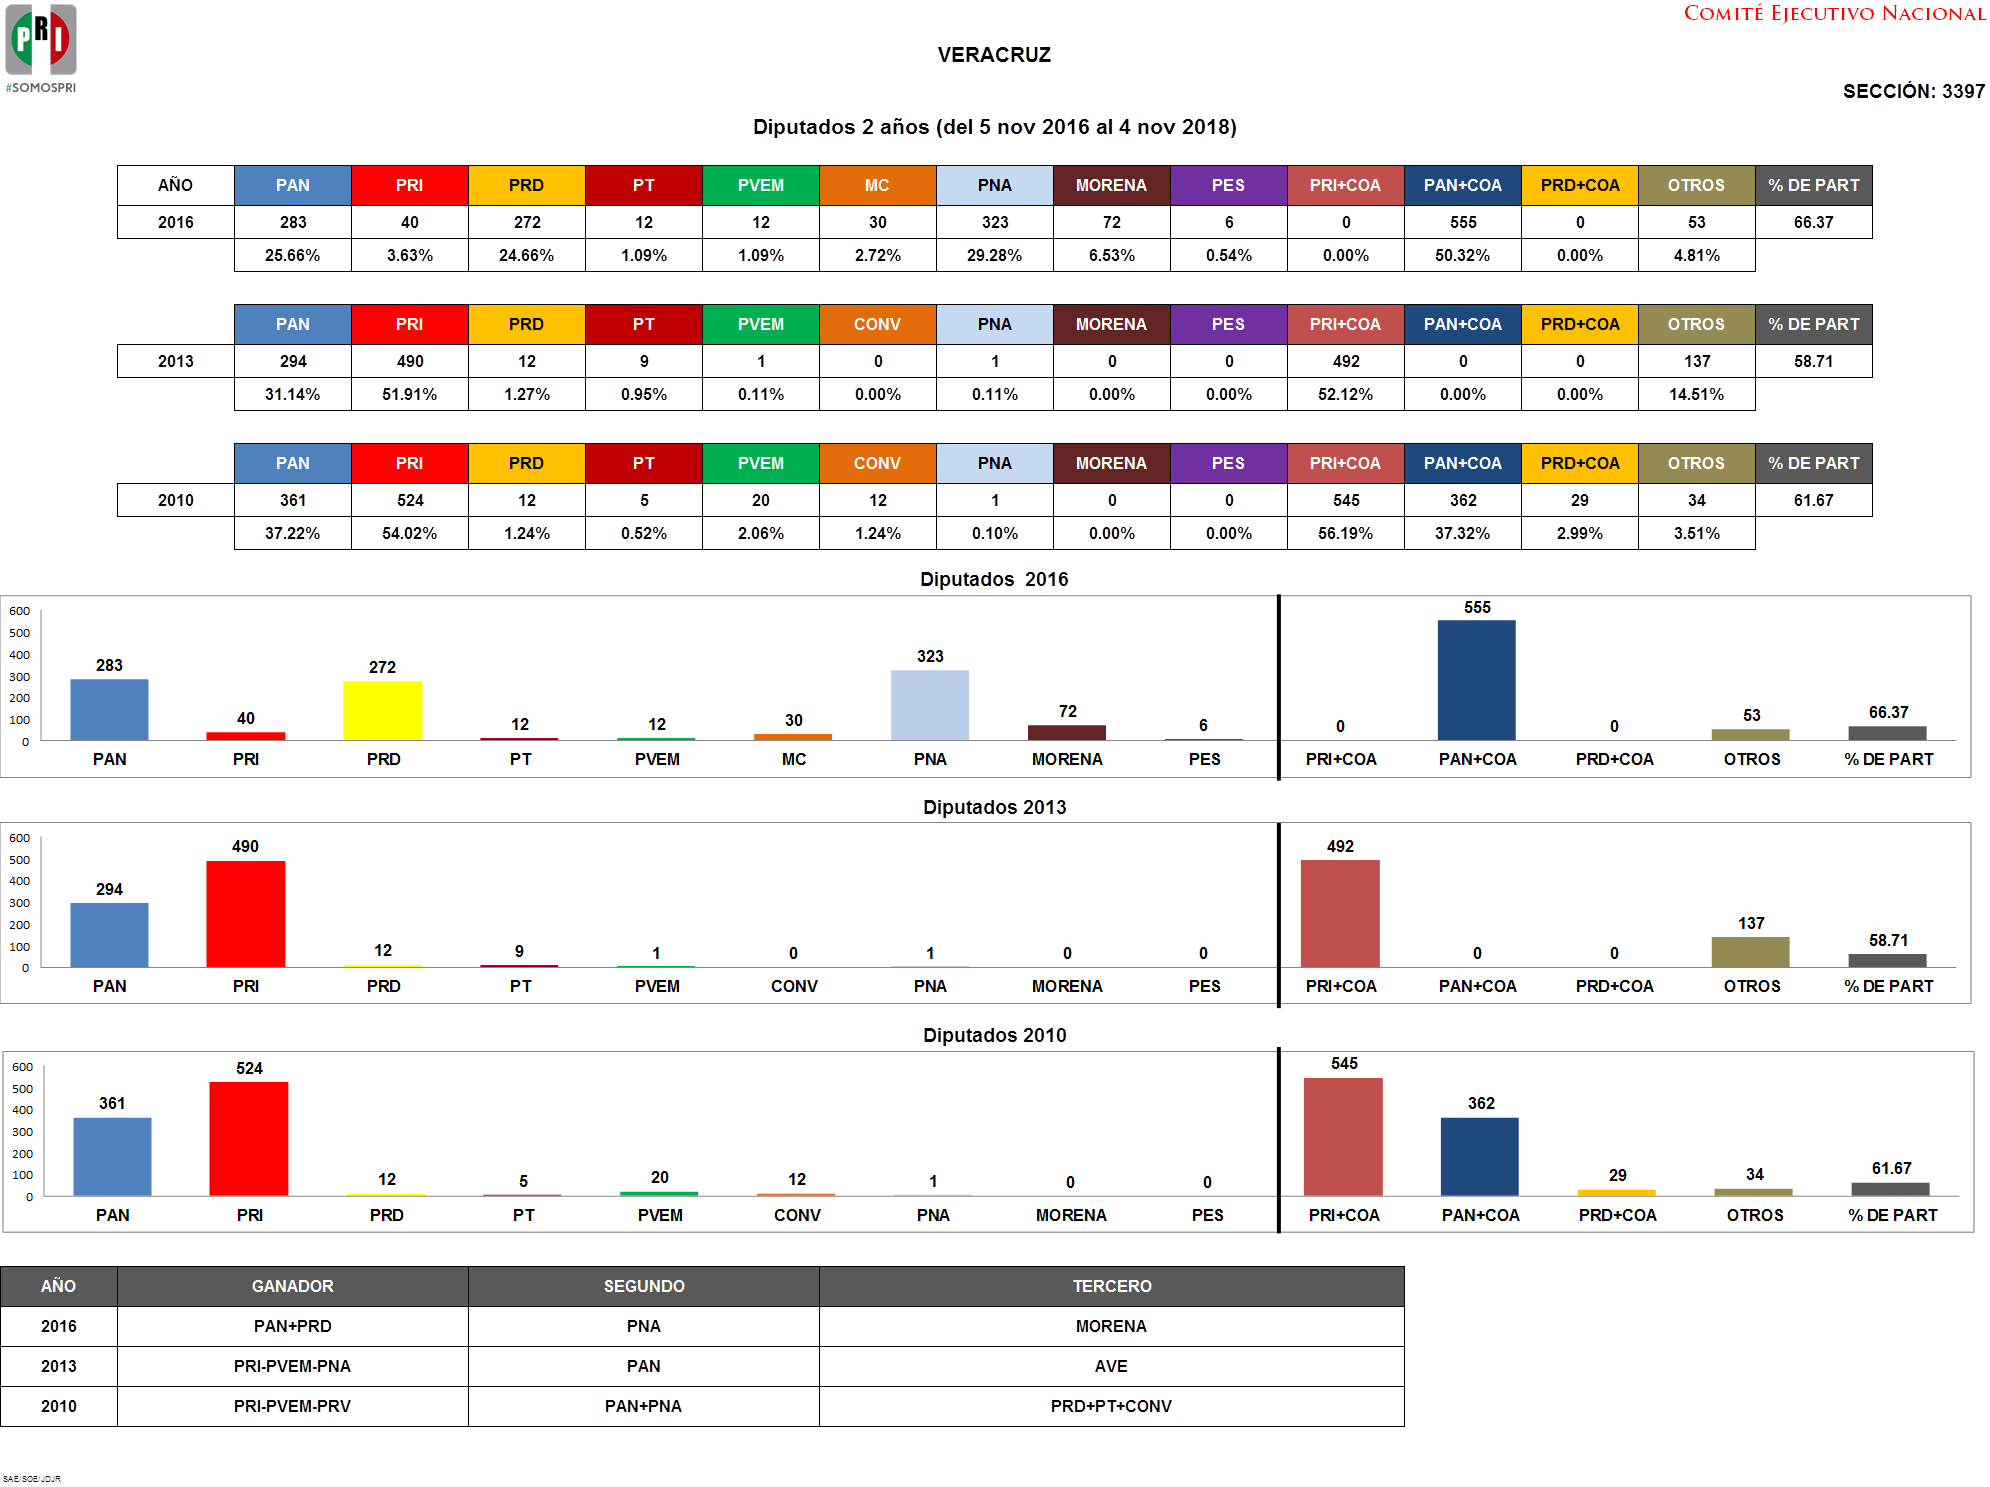 PRI
#SOMOSPRI
COMITÉ EJECUTIVO NACIONAL
VERACRUZ
SECCIÓN: 3397
Diputados 2 años (del 5 nov 2016 al 4 nov 2018)
AÑO PAN PRI PRD PT PVEM MC PNA MORENA PES PRI+COA PAN+COA PRD+COA OTROS % DE PART
2016 283 40 272 12 12 30 323 72 6 0 555 0 53 66.37
25.66% 3.63% 24.66% 1.09% 1.09% 2.72% 29.28% 6.53% 0.54% 0.00% 50.32% 0.00% 4.81%
PAN PRI PRD PT PVEM CONV PNA MORENA PES PRI+COA PAN+COA PRD+COA OTROS % DE PART
2013 294 490 12 9 1 0 1 0 0 492 0 0 137 58.71
31.14% 51.91% 1.27% 0.95% 0.11% 0.00% 0.11% 0.00% 0.00% 52.12% 0.00% 0.00% 14.51%
PAN PRI PRD PT PVEM CONV PNA MORENA PES PRI+COA PAN+COA PRD+COA OTROS % DE PART
2010 361 524 12 5 20 12 1 0 0 545 362 29 34 61.67
37.22% 54.02% 1.24% 0.52% 2.06% 1.24% 0.10% 0.00% 0.00% 56.19% 37.32% 2.99% 3.51%
Diputados 2016
600
500
400
300
200
100
0
283 40 272 12 12 30 323 72 6 0 555 0 53 66.37
PAN PRI PRD PT PVEM MC PNA MORENA PES PRI+COA PAN+COA PRD+COA OTROS % DE PART
Diputados 2013
600
500
400
300
200
100
0
294 490 12 9 1 0 1 0 0 492 0 0 137 58.71
PAN PRI PRD PT PVEM CONV PNA MORENA PES PRI+COA PAN+COA PRD+COA OTROS % DE PART
Diputados 2010
600
500
400
300
200
100
0
361 524 12 5 20 12 1 0 0 545 362 29 34 61.67
PAN PRI PRD PT PVEM CONV PNA MORENA PES PRI+COA PAN+COA PRD+COA OTROS % DE PART
AÑO GANADOR SEGUNDO TERCERO
2016 PAN+PRD PNA MORENA
2013 PRI-PVEM-PNA PAN AVE
2010 PRI-PVEM-PRV PAN+PNA PRD+PT+CONV
SAE/SOE/JDJR